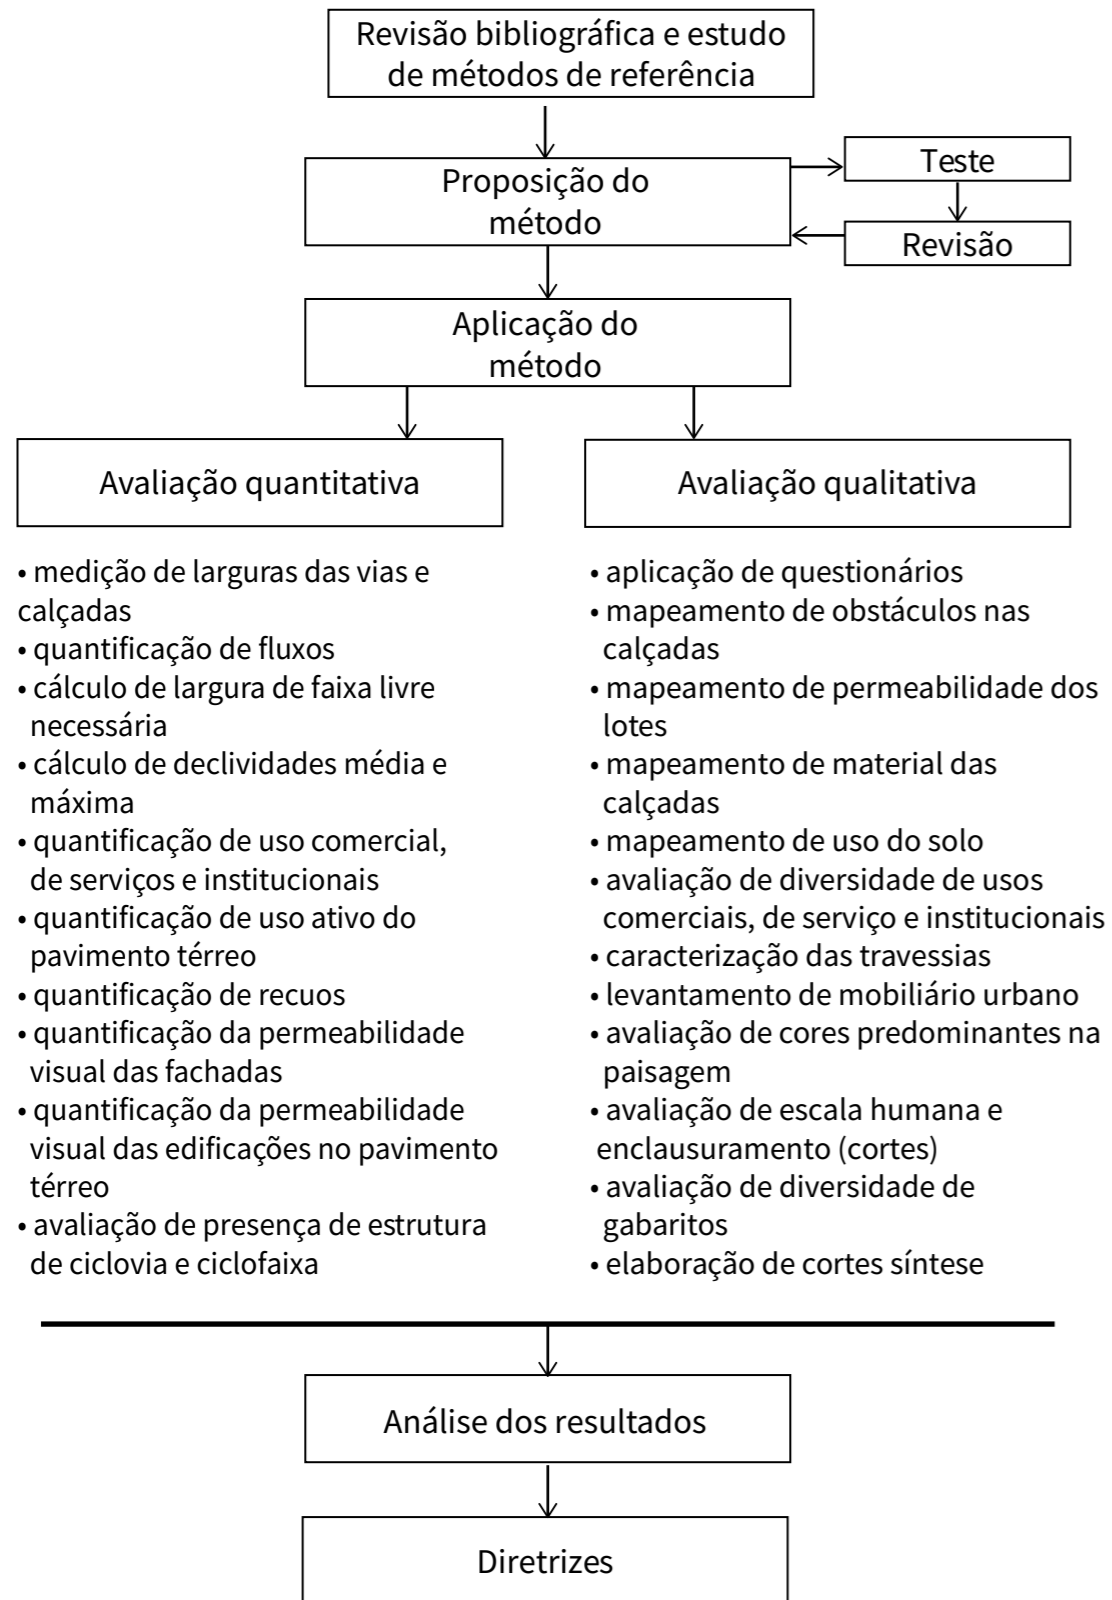 Revisão bibliográfica e estudo
de métodos de referência
Proposição do
método
Teste
Revisão
Aplicação do
método
Avaliação quantitativa
• medição de larguras das vias e
calçadas
• quantificação de fluxos
• cálculo de largura de faixa livre
necessária
• cálculo de declividades média e
máxima
• quantificação de uso comercial,
de serviços e institucionais
• quantificação de uso ativo do
pavimento térreo
• quantificação de recuos
• quantificação da permeabilidade
visual das fachadas
• quantificação da permeabilidade
visual das edificações no pavimento
térreo
• avaliação de presença de estrutura
de ciclovia e ciclofaixa
Avaliação qualitativa
• aplicação de questionários
• mapeamento de obstáculos nas
calçadas
• mapeamento de permeabilidade dos
lotes
• mapeamento de material das
calçadas
• mapeamento de uso do solo
• avaliação de diversidade de usos
comerciais, de serviço e institucionais
• caracterização das travessias
• levantamento de mobiliário urbano
• avaliação de cores predominantes na
paisagem
• avaliação de escala humana e
enclausuramento (cortes)
• avaliação de diversidade de
gabaritos
• elaboração de cortes síntese
Análise dos resultados
Diretrizes